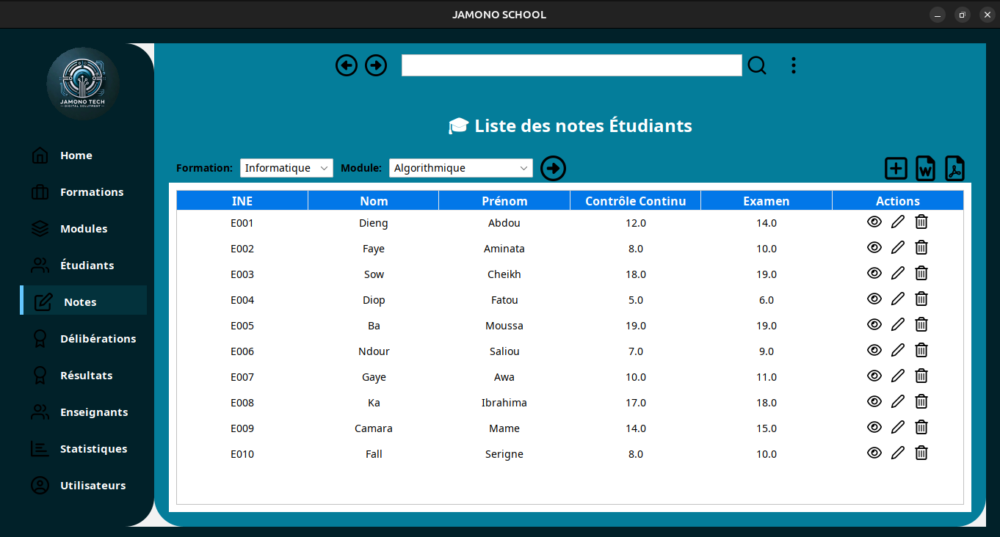 JAMONO SCHOOL
JAMONO TECH
DIGITAL SOLUTMENT
Home
Formations
Modules
Étudiants
Notes
Délibérations
Résultats
Enseignants
Statistiques
Utilisateurs
Liste des notes Étudiants
Formation: Informatique Module: Algorithmique
W
INE Nom Prénom Contrôle Continu Examen Actions
E001 Dieng Abdou 12.0 14.0
E002 Faye Aminata 8.0 10.0
E003 Sow Cheikh 18.0 19.0
E004 Diop Fatou 5.0 6.0
E005 Ba Moussa 19.0 19.0
E006 Ndour Saliou 7.0 9.0
E007 Gaye Awa 10.0 11.0
E008 Ka Ibrahima 17.0 18.0
E009 Camara Mame 14.0 15.0
E010 Fall Serigne 8.0 10.0